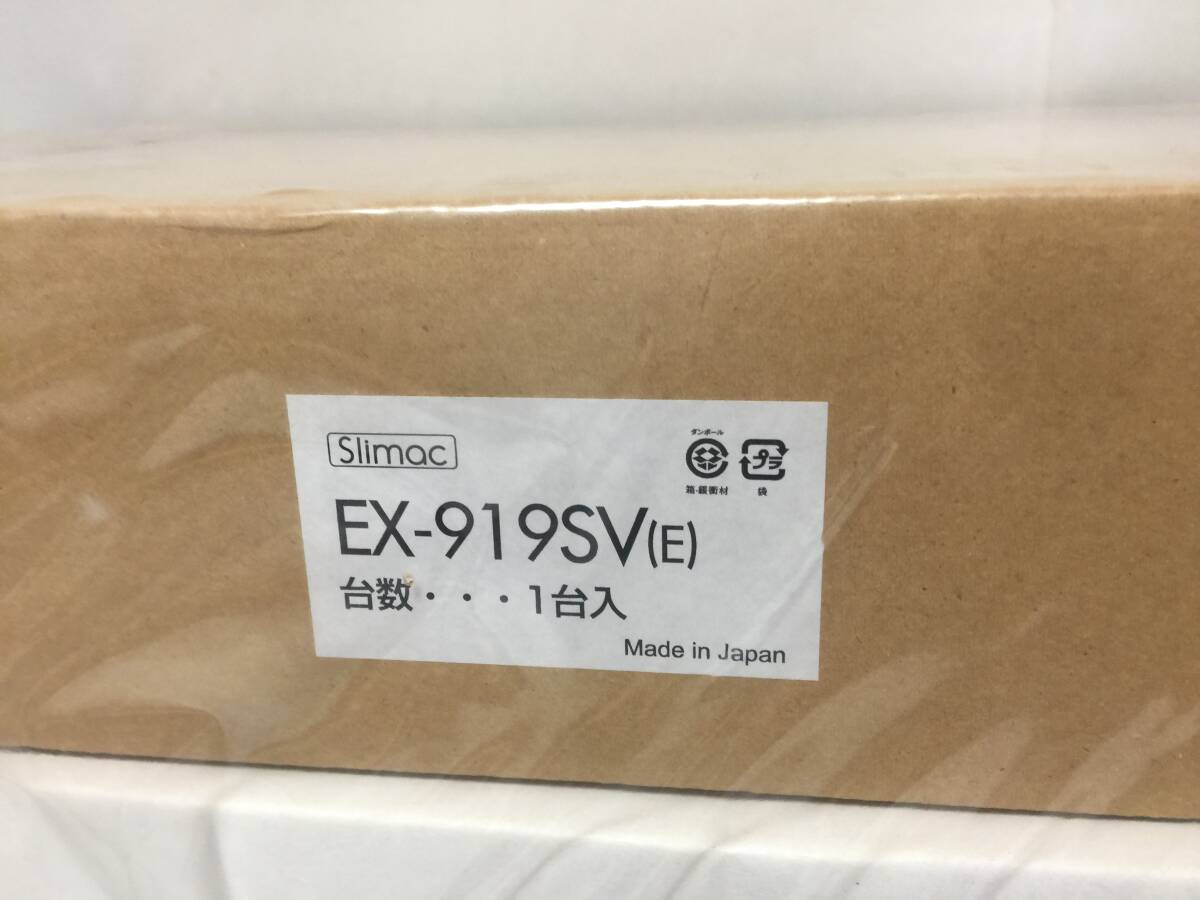 Slimac
ダンボール
プラ
箱・緩衝材
袋
EX-919SV(E)
台数・・・1台入
Made in Japan